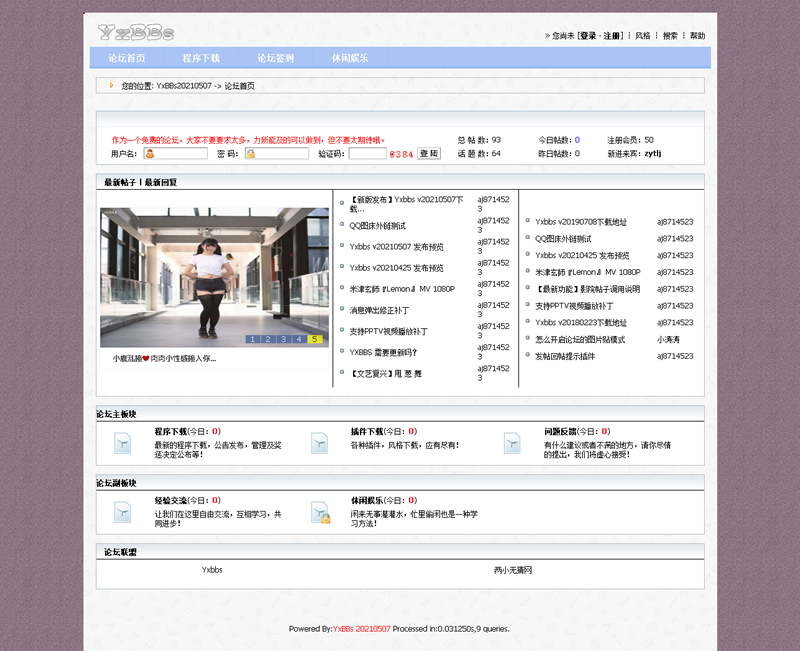 YxBBs
» 您尚未 [登录 - 注册] ┊ 风格 ┊ 搜索 ┊ 帮助
论坛首页 程序下载 论坛签到 休闲娱乐
您的位置: YxBBs20210507 -> 论坛首页
作为一个免费的论坛，大家不要要求太多，力所能及的可以做到，但不要太期待哦。 总 帖 数: 93 今日帖数: 0 注册会员: 50
用户名: 密 码: 验证码: @384 登 陆 话 题 数: 64 昨日帖数: 0 新进来宾: zytlj
最新帖子 | 最新回复
1 2 3 4 5
小鹿乱撞❤肉肉小性感撞入你...
【新版发布】Yxbbs v20210507下载... aj8714523
QQ图床外链测试 aj8714523
Yxbbs v20210507 发布预览 aj8714523
Yxbbs v20210425 发布预览 aj8714523
米津玄師『Lemon』 MV 1080P aj8714523
消息弹出修正补丁 aj8714523
支持PPTV视频播放补丁 aj8714523
YXBBS 需要更新吗? aj8714523
【文艺复兴】甩 葱 舞 aj8714523
Yxbbs v20190708下载地址 aj8714523
QQ图床外链测试 aj8714523
Yxbbs v20210425 发布预览 aj8714523
米津玄師『Lemon』 MV 1080P aj8714523
【最新功能】影院帖子调用说明 aj8714523
支持PPTV视频播放补丁 aj8714523
Yxbbs v20180223下载地址 aj8714523
怎么开启论坛的图片贴模式 小涛涛
发帖回帖提示插件 aj8714523
论坛主板块
程序下载(今日: 0)
最新的程序下载，公告发布，管理及奖
惩决定公布等!
插件下载(今日: 0)
各种插件，风格下载，应有尽有!
问题反馈(今日: 0)
有什么建议或者不满的地方，请你尽情
的提出，我们将虚心接受!
论坛副板块
经验交流(今日: 0)
让我们在这里自由交流，互相学习，共
同进步!
休闲娱乐(今日: 0)
闲来无事灌灌水，忙里偷闲也是一种学
习方法!
论坛联盟
Yxbbs 两小无猜网
Powered By:YxBBs 20210507 Processed in:0.031250s,9 queries.